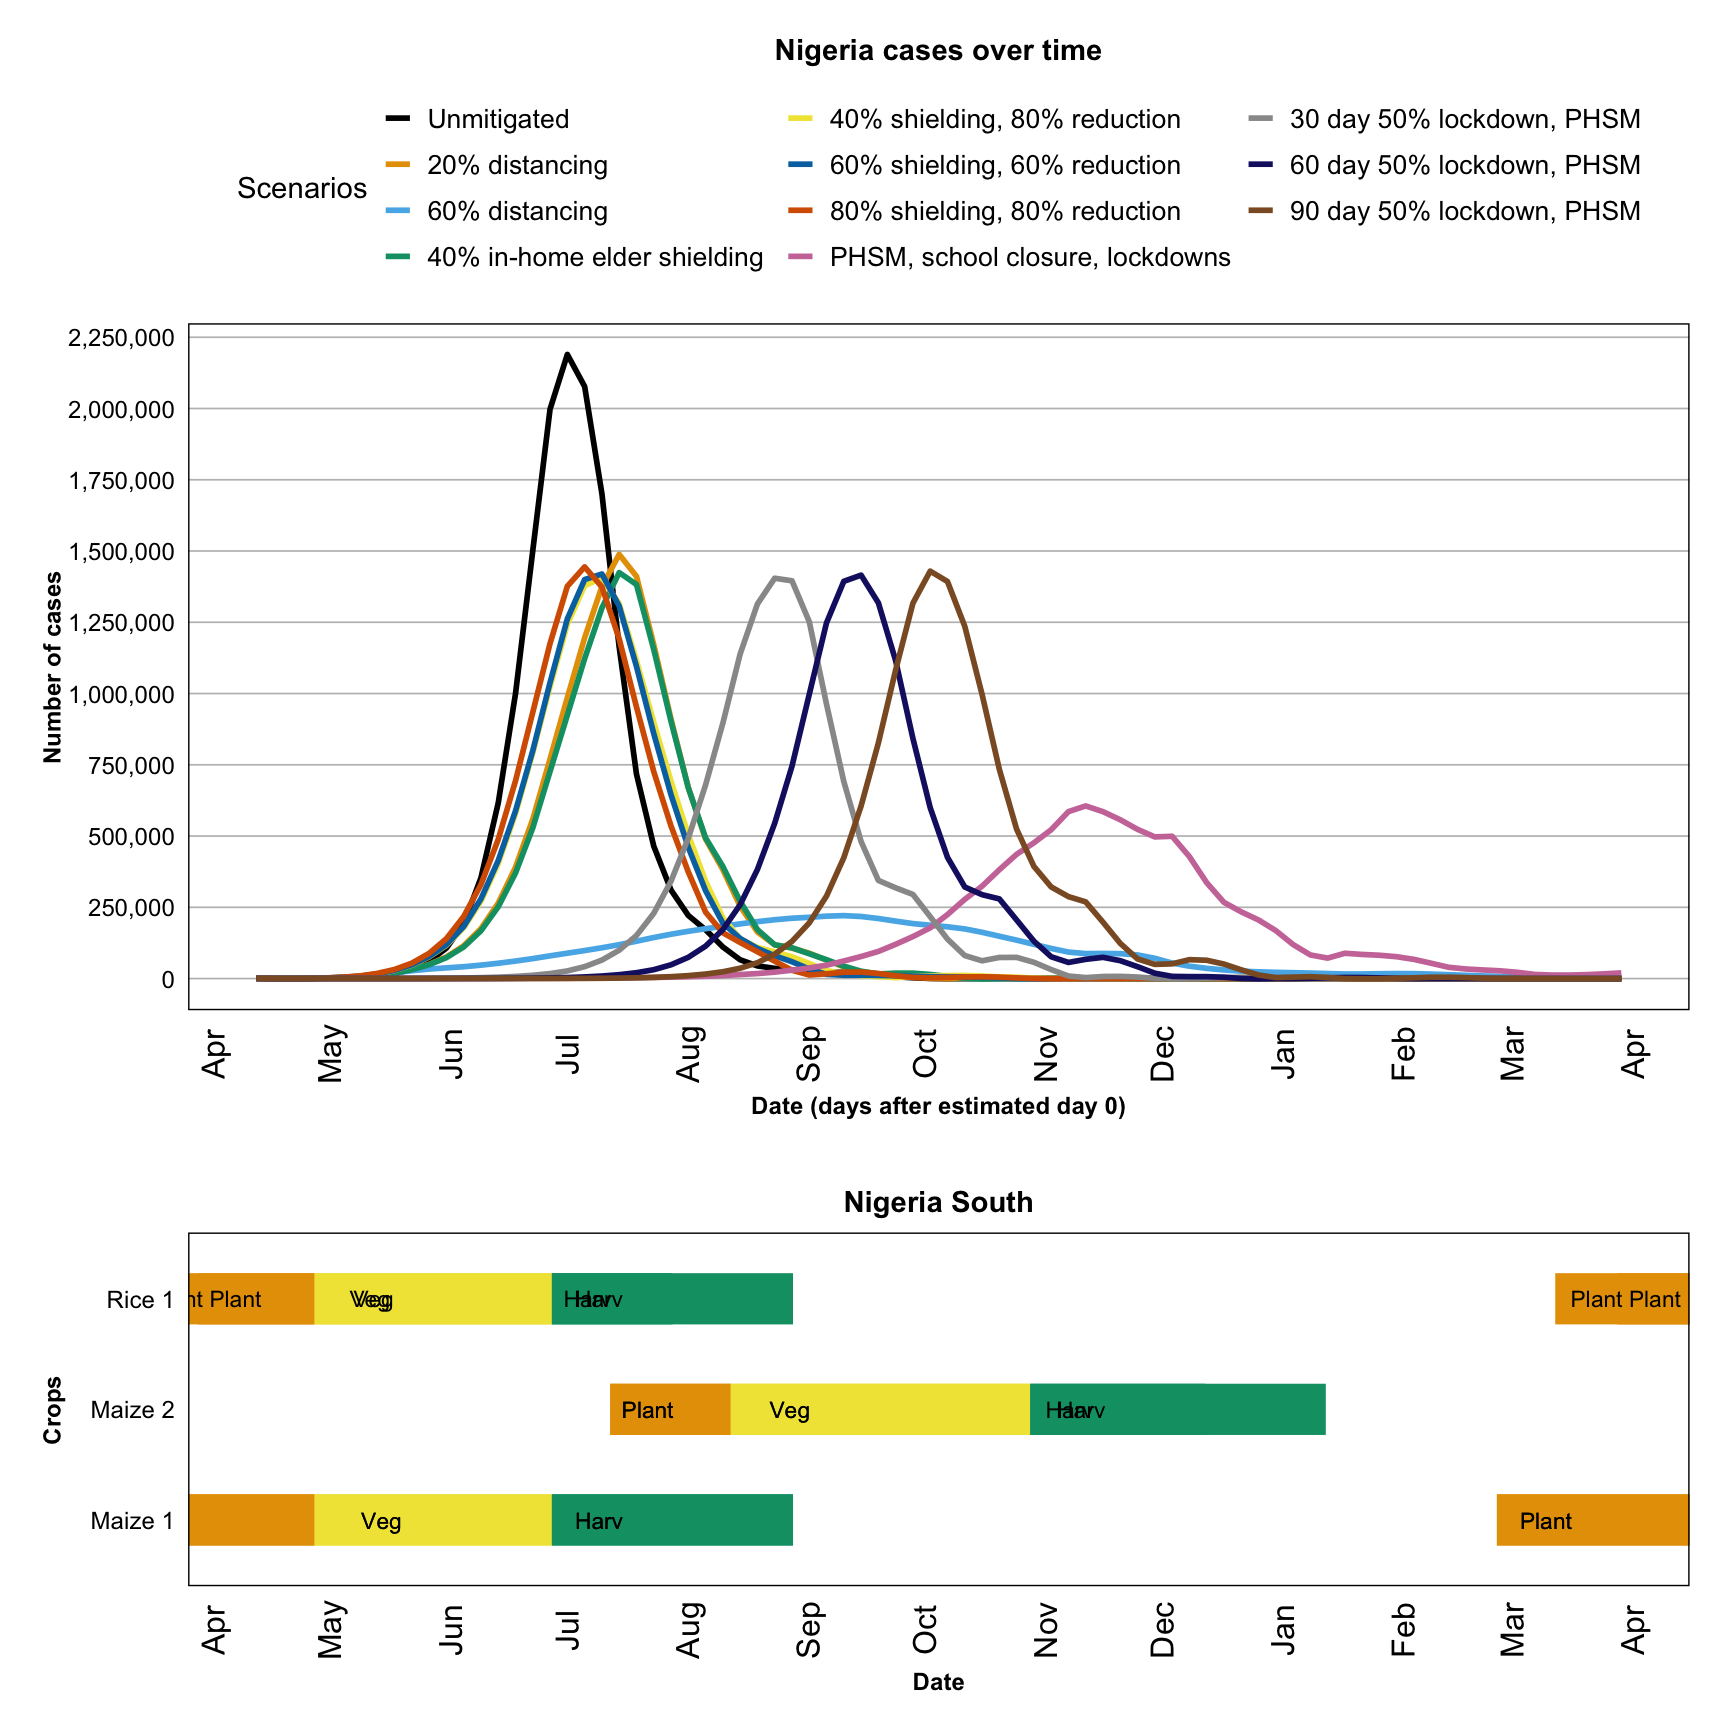 Nigeria cases over time
Scenarios
Unmitigated
20% distancing
60% distancing
40% in-home elder shielding
40% shielding, 80% reduction
60% shielding, 60% reduction
80% shielding, 80% reduction
PHSM, school closure, lockdowns
30 day 50% lockdown, PHSM
60 day 50% lockdown, PHSM
90 day 50% lockdown, PHSM
Number of cases
2,250,000
2,000,000
1,750,000
1,500,000
1,250,000
1,000,000
750,000
500,000
250,000
0
Apr May Jun Jul Aug Sep Oct Nov Dec Jan Feb Mar Apr
Date (days after estimated day 0)
Nigeria South
Crops
Rice 1 nt Plant Veg Veg Harv Harv Plant Plant
Maize 2 Plant Veg Harv Harv
Maize 1 Veg Harv Plant
Apr May Jun Jul Aug Sep Oct Nov Dec Jan Feb Mar Apr
Date